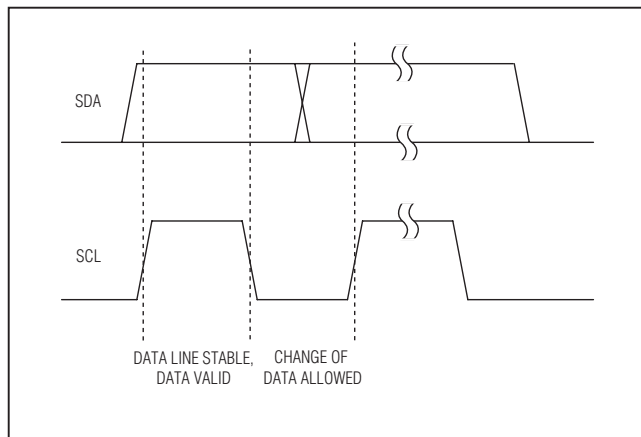 SDA
SCL
DATA LINE STABLE,
DATA VALID
CHANGE OF
DATA ALLOWED